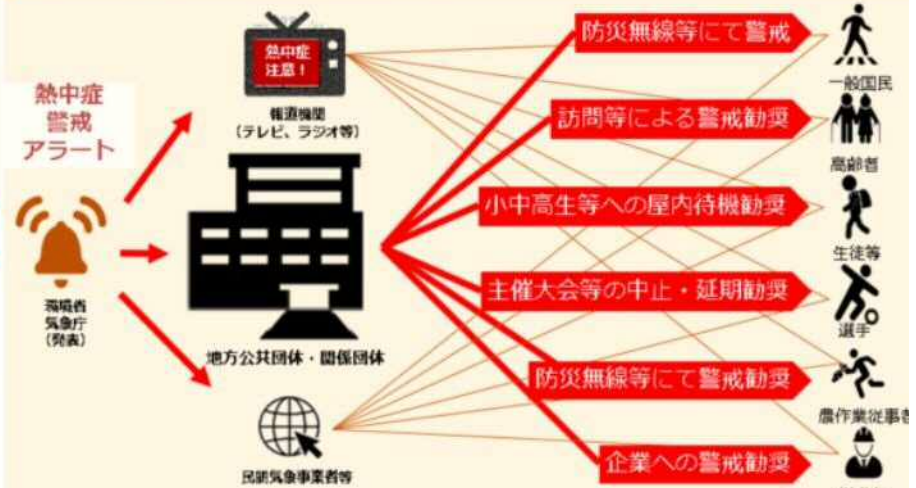 熱中症
警戒
アラート
環境省
気象庁
(発表)
熱中症
注意！
報道機関
(テレビ、ラジオ等)
地方公共団体・関係団体
民間気象事業者等
防災無線等にて警戒
訪問等による警戒勧奨
小中高生等への屋内待機勧奨
主催大会等の中止・延期勧奨
防災無線等にて警戒勧奨
企業への警戒勧奨
一般国民
高齢者
生徒等
選手
農作業従事者